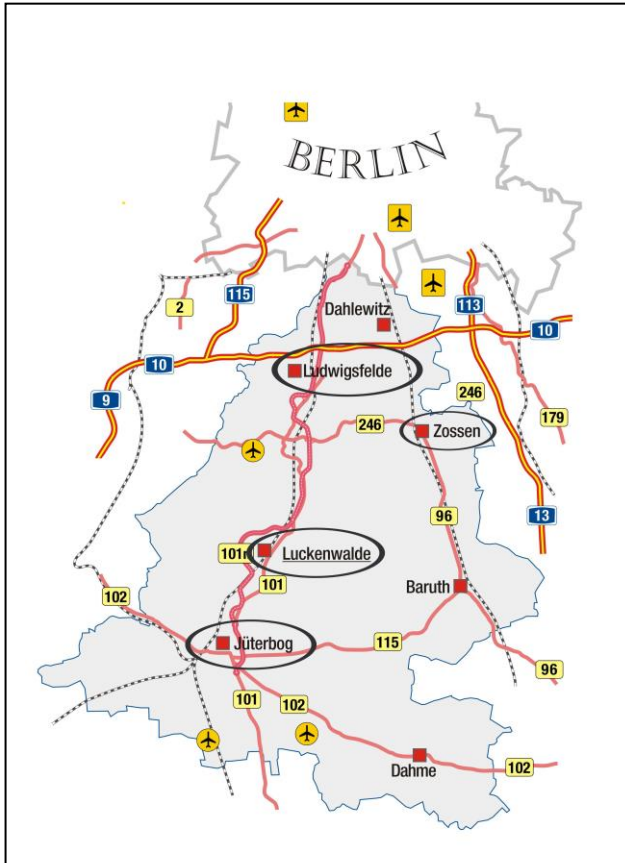 BERLIN
115
2
113
Dahlewitz
10
10
Ludwigsfelde
9
246
179
246
Zossen
96
13
101n
Luckenwalde
102
101
Baruth
Jüterbog
115
96
101
102
Dahme
102